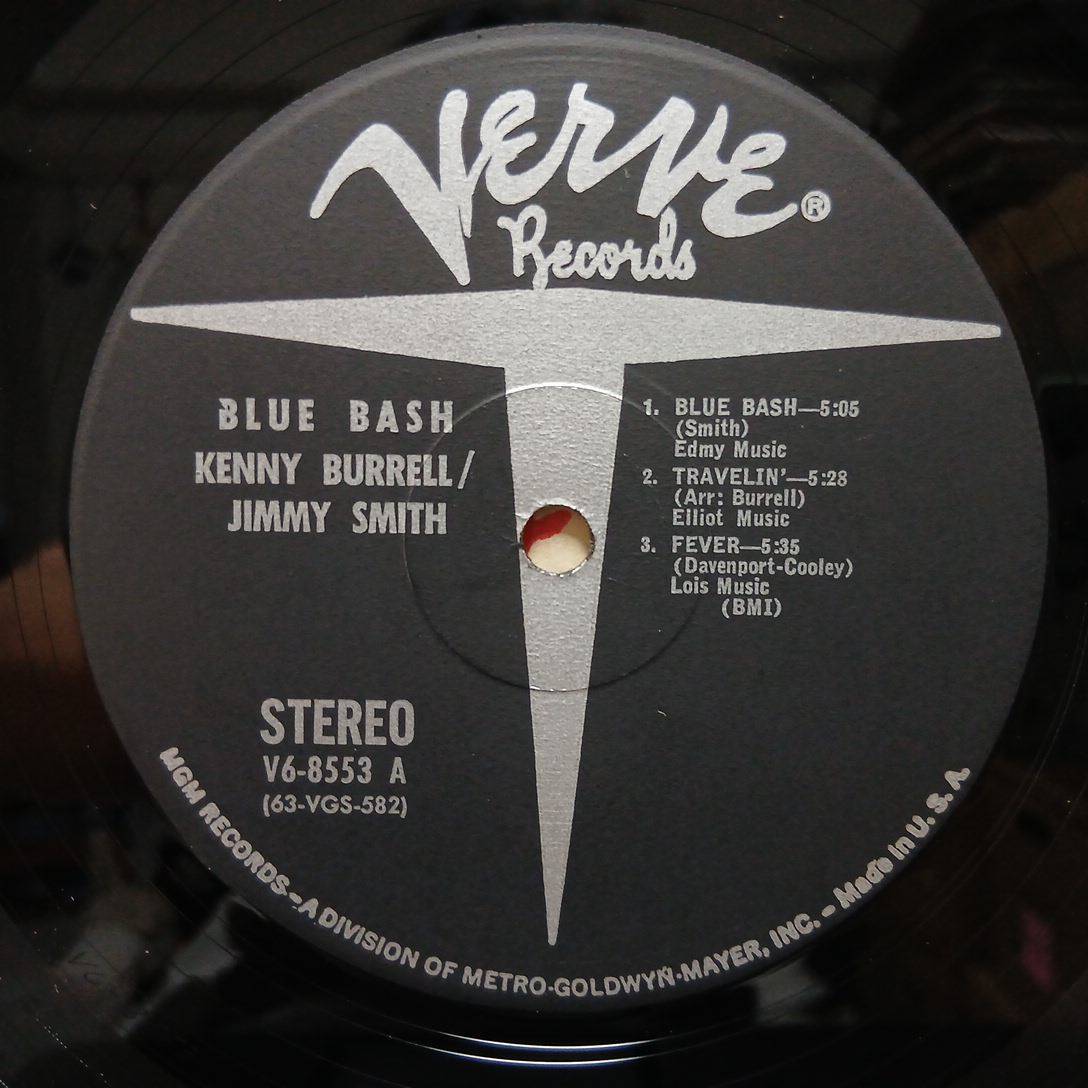 Verve®
Records
BLUE BASH
KENNY BURRELL/
JIMMY SMITH
1. BLUE BASH—5:05
(Smith)
Edmy Music
2. TRAVELIN'—5:28
(Arr: Burrell)
Elliot Music
3. FEVER—5:35
(Davenport-Cooley)
Lois Music
(BMI)
STEREO
V6-8553 A
(63-VGS-582)
MGM RECORDS–A DIVISION OF METRO-GOLDWYN-MAYER, INC. – Made in U. S. A.